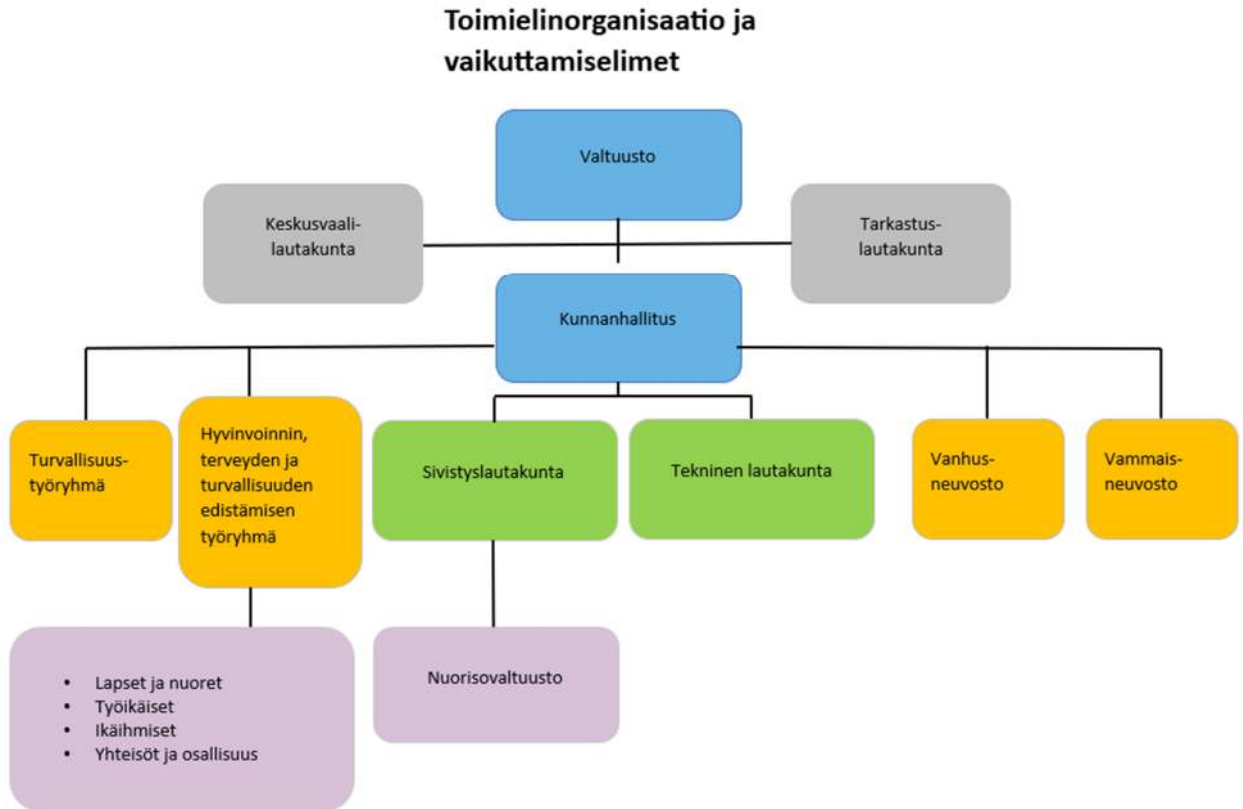 Toimielinorganisaatio ja
vaikuttamiselimet
Valtuusto
Keskusvaali-
lautakunta
Tarkastus-
lautakunta
Kunnanhallitus
Turvallisuus-
työryhmä
Hyvinvoinnin,
terveyden ja
turvallisuuden
edistämisen
työryhmä
Sivistyslautakunta
Tekninen lautakunta
Vanhus-
neuvosto
Vammais-
neuvosto
• Lapset ja nuoret
• Työikäiset
• Ikäihmiset
• Yhteisöt ja osallisuus
Nuorisovaltuusto